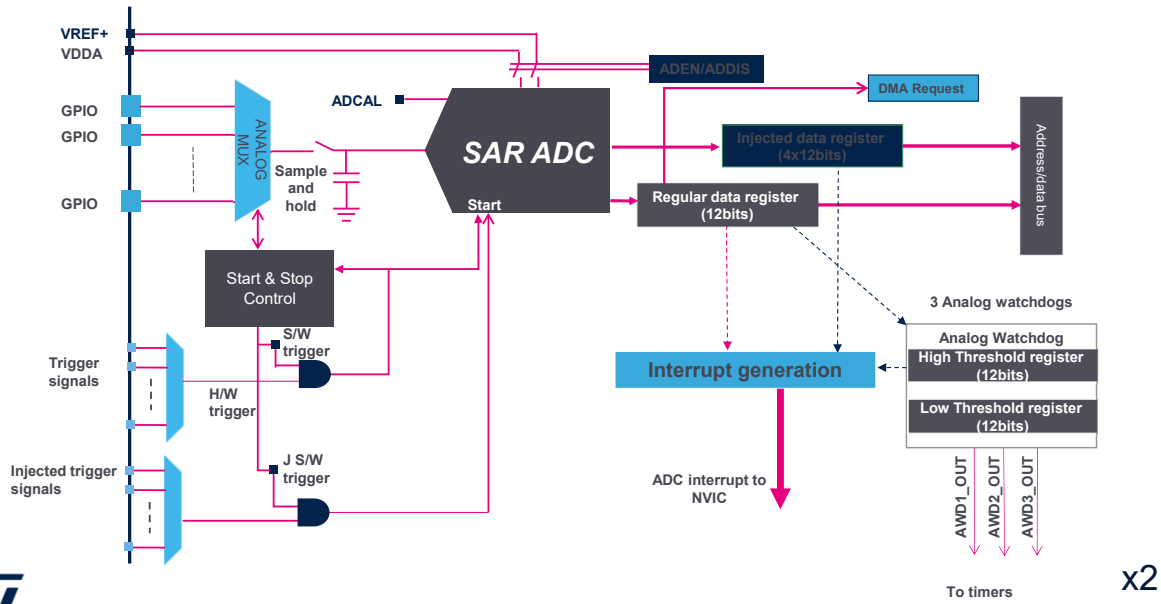 VREF+
VDDA
GPIO
GPIO
GPIO
ANALOG
MUX
Sample
and
hold
ADCAL
SAR ADC
Start
ADEN/ADDIS
DMA Request
Injected data register
(4x12bits)
Regular data register
(12bits)
Address/data bus
Start & Stop
Control
S/W
trigger
Trigger
signals
H/W
trigger
J S/W
trigger
Injected trigger
signals
Interrupt generation
ADC interrupt to
NVIC
3 Analog watchdogs
Analog Watchdog
High Threshold register
(12bits)
Low Threshold register
(12bits)
AWD1_OUT
AWD2_OUT
AWD3_OUT
To timers
x2